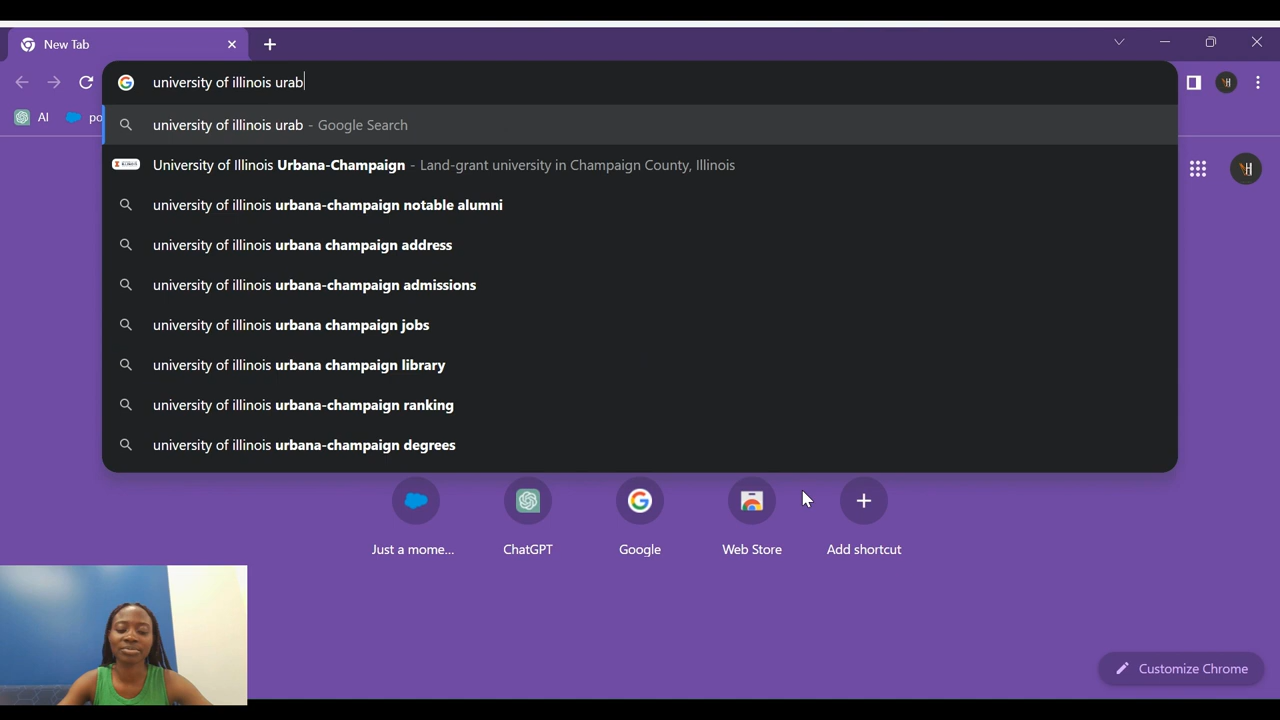 New Tab
university of illinois urab
AI
po
university of illinois urab - Google Search
University of Illinois Urbana-Champaign - Land-grant university in Champaign County, Illinois
university of illinois urbana-champaign notable alumni
university of illinois urbana champaign address
university of illinois urbana-champaign admissions
university of illinois urbana champaign jobs
university of illinois urbana champaign library
university of illinois urbana-champaign ranking
university of illinois urbana-champaign degrees
Just a mome...
ChatGPT
Google
Web Store
Add shortcut
Customize Chrome